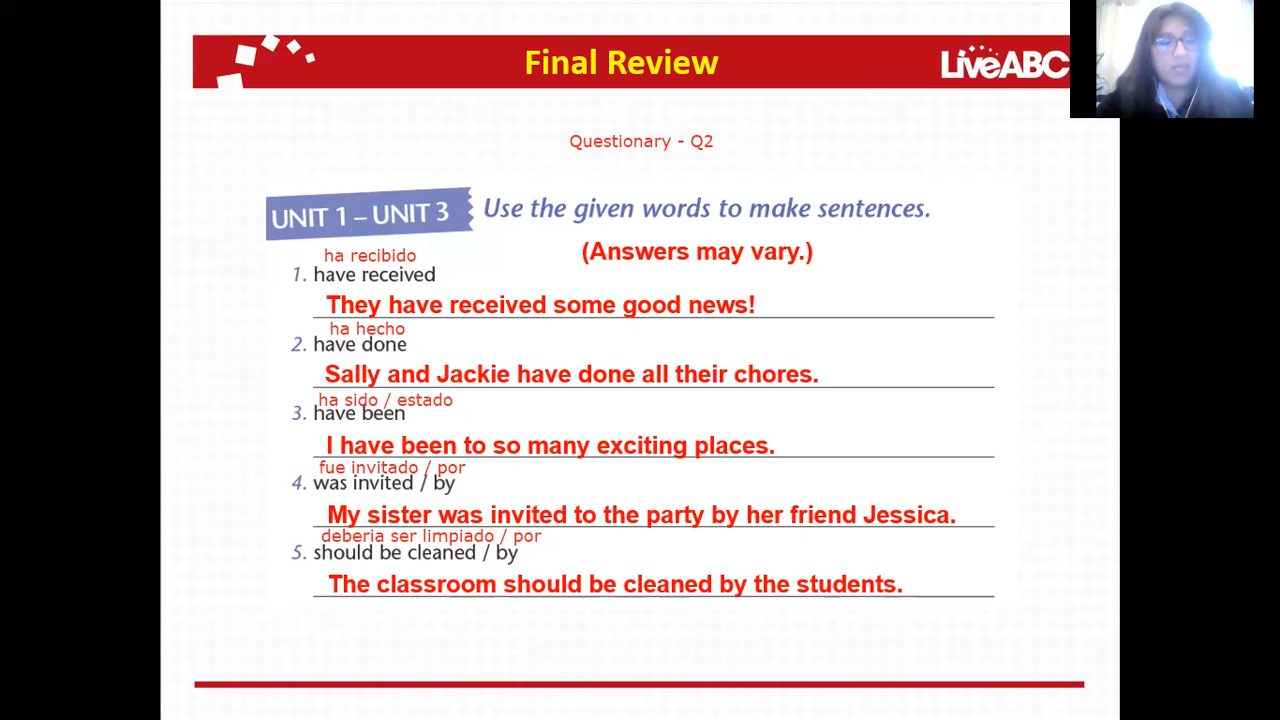 Final Review
LiveABC
Questionary - Q2
UNIT 1 – UNIT 3
Use the given words to make sentences.
(Answers may vary.)
ha recibido
1. have received
They have received some good news!
ha hecho
2. have done
Sally and Jackie have done all their chores.
ha sido / estado
3. have been
I have been to so many exciting places.
fue invitado / por
4. was invited / by
My sister was invited to the party by her friend Jessica.
deberia ser limpiado / por
5. should be cleaned / by
The classroom should be cleaned by the students.